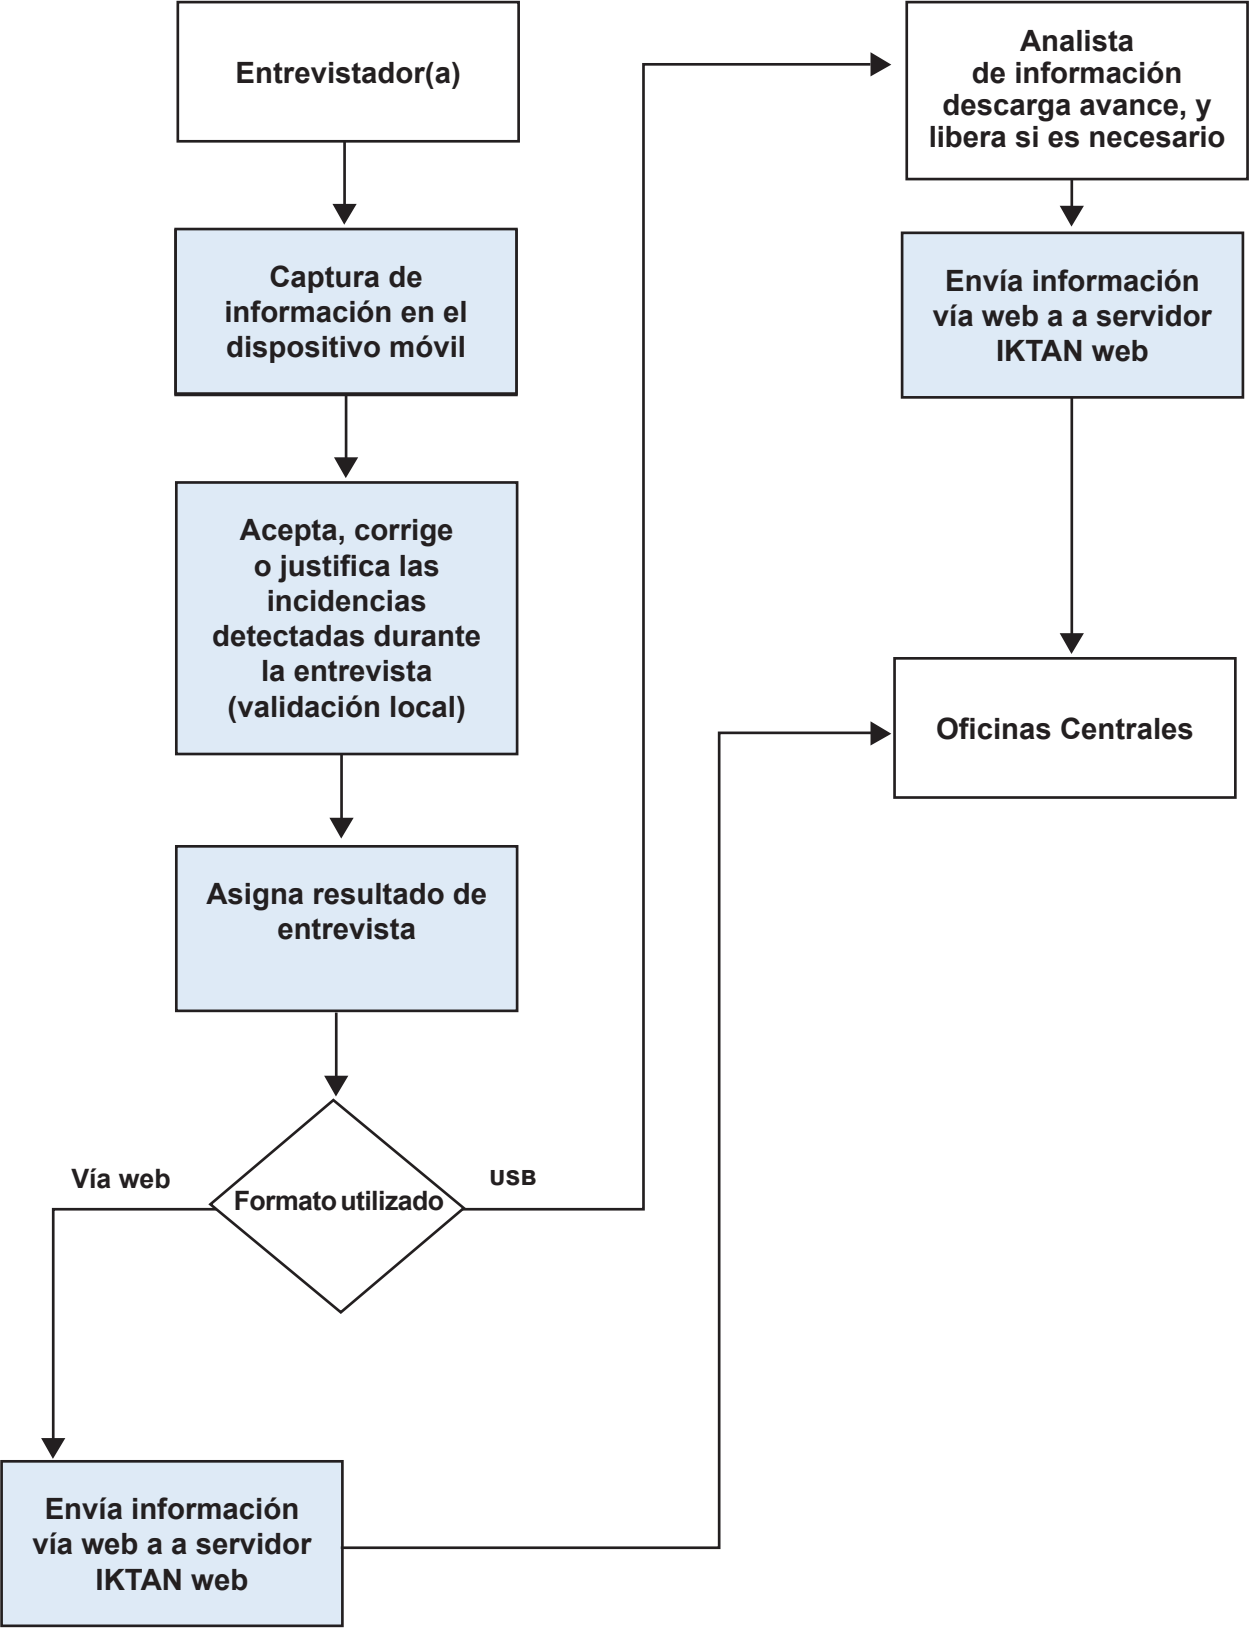 Entrevistador(a)
Captura de
información en el
dispositivo móvil
Acepta, corrige
o justifica las
incidencias
detectadas durante
la entrevista
(validación local)
Asigna resultado de
entrevista
Formato utilizado
Vía web
USB
Envía información
vía web a a servidor
IKTAN web
Analista
de información
descarga avance, y
libera si es necesario
Envía información
vía web a a servidor
IKTAN web
Oficinas Centrales